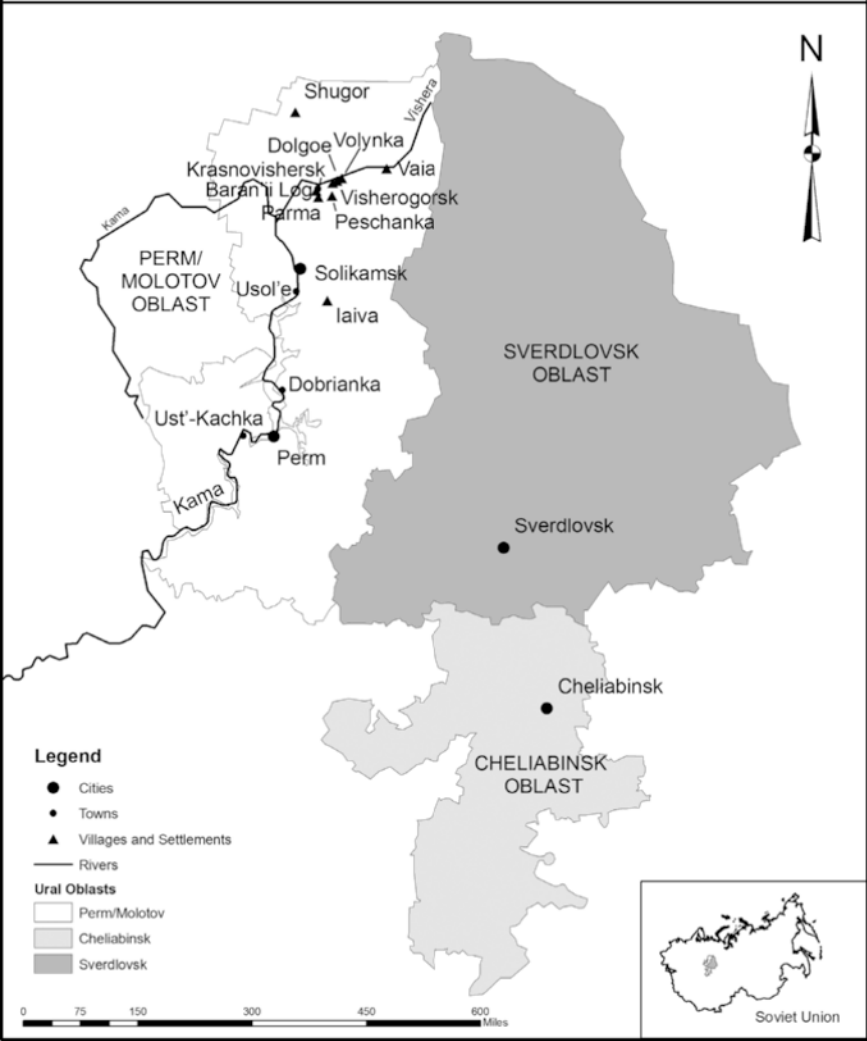 N
Shugor
Vishera
Volynka
Dolgoe
Krasnovishersk
Vaia
Baran'ii Log
Visherogorsk
Parma
Peschanka
Kama
PERM/
MOLOTOV
OBLAST
Solikamsk
Usol'e
Iaiva
SVERDLOVSK
OBLAST
Dobrianka
Ust'-Kachka
Perm
Kama
Sverdlovsk
Cheliabinsk
CHELIABINSK
OBLAST
Legend
Cities
Towns
Villages and Settlements
Rivers
Ural Oblasts
Perm/Molotov
Cheliabinsk
Sverdlovsk
0 75 150 300 450 600
Miles
Soviet Union